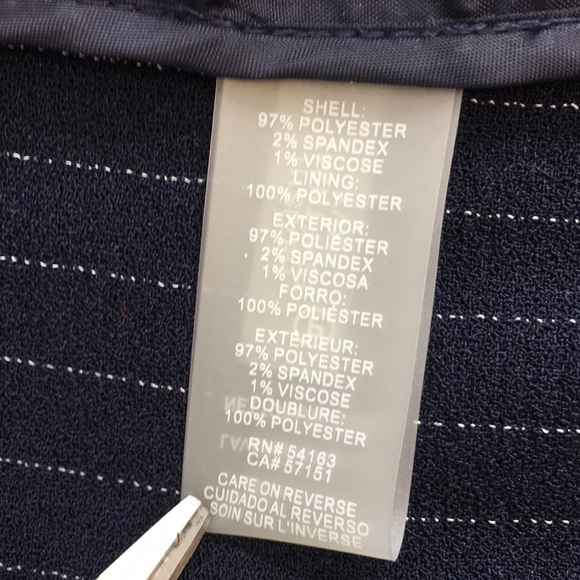 SHELL:
97% POLYESTER
2% SPANDEX
1% VISCOSE
LINING:
100% POLYESTER
EXTERIOR:
97% POLIÉSTER
2% SPANDEX
1% VISCOSA
FORRO:
100% POLIÉSTER
EXTÉRIEUR:
97% POLYESTER
2% SPANDEX
1% VISCOSE
DOUBLURE:
100% POLYESTER
RN# 54163
CA# 57151
CARE ON REVERSE
CUIDADO AL REVERSO
SOIN SUR L'INVERSE